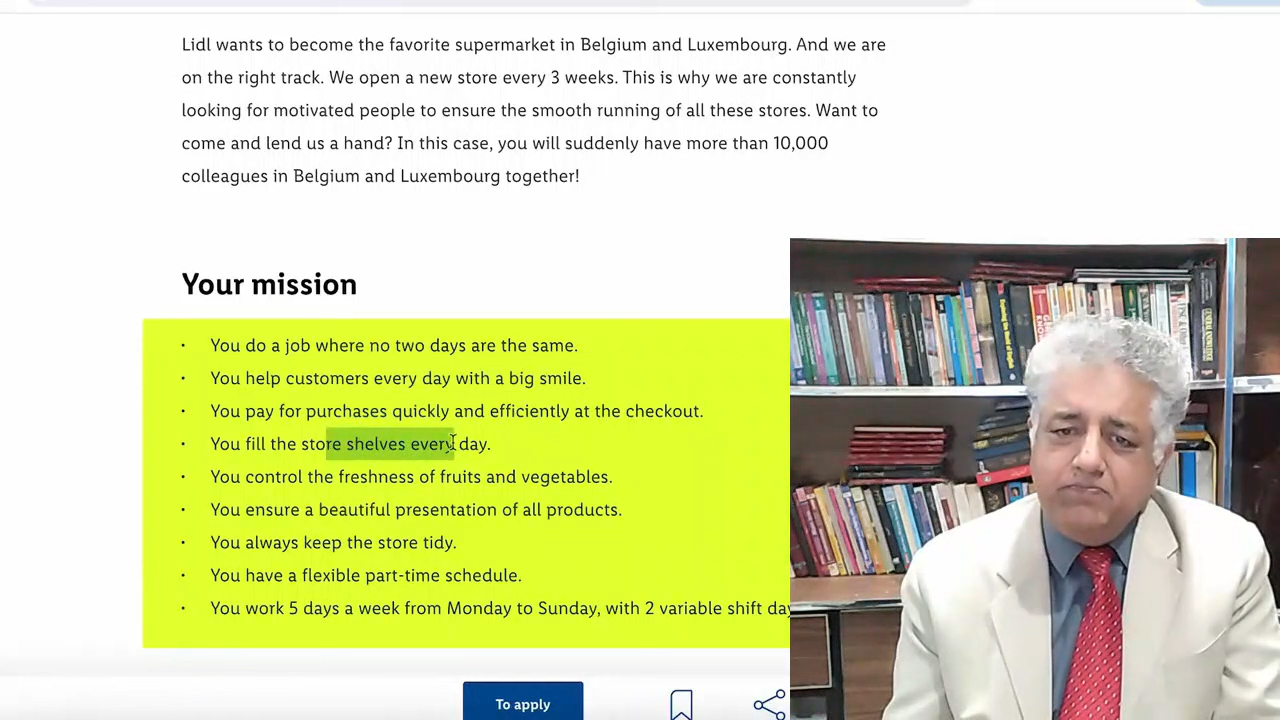 Lidl wants to become the favorite supermarket in Belgium and Luxembourg. And we are
on the right track. We open a new store every 3 weeks. This is why we are constantly
looking for motivated people to ensure the smooth running of all these stores. Want to
come and lend us a hand? In this case, you will suddenly have more than 10,000
colleagues in Belgium and Luxembourg together!
Your mission
• You do a job where no two days are the same.
• You help customers every day with a big smile.
• You pay for purchases quickly and efficiently at the checkout.
• You fill the store shelves every day.
• You control the freshness of fruits and vegetables.
• You ensure a beautiful presentation of all products.
• You always keep the store tidy.
• You have a flexible part-time schedule.
• You work 5 days a week from Monday to Sunday, with 2 variable shift
To apply